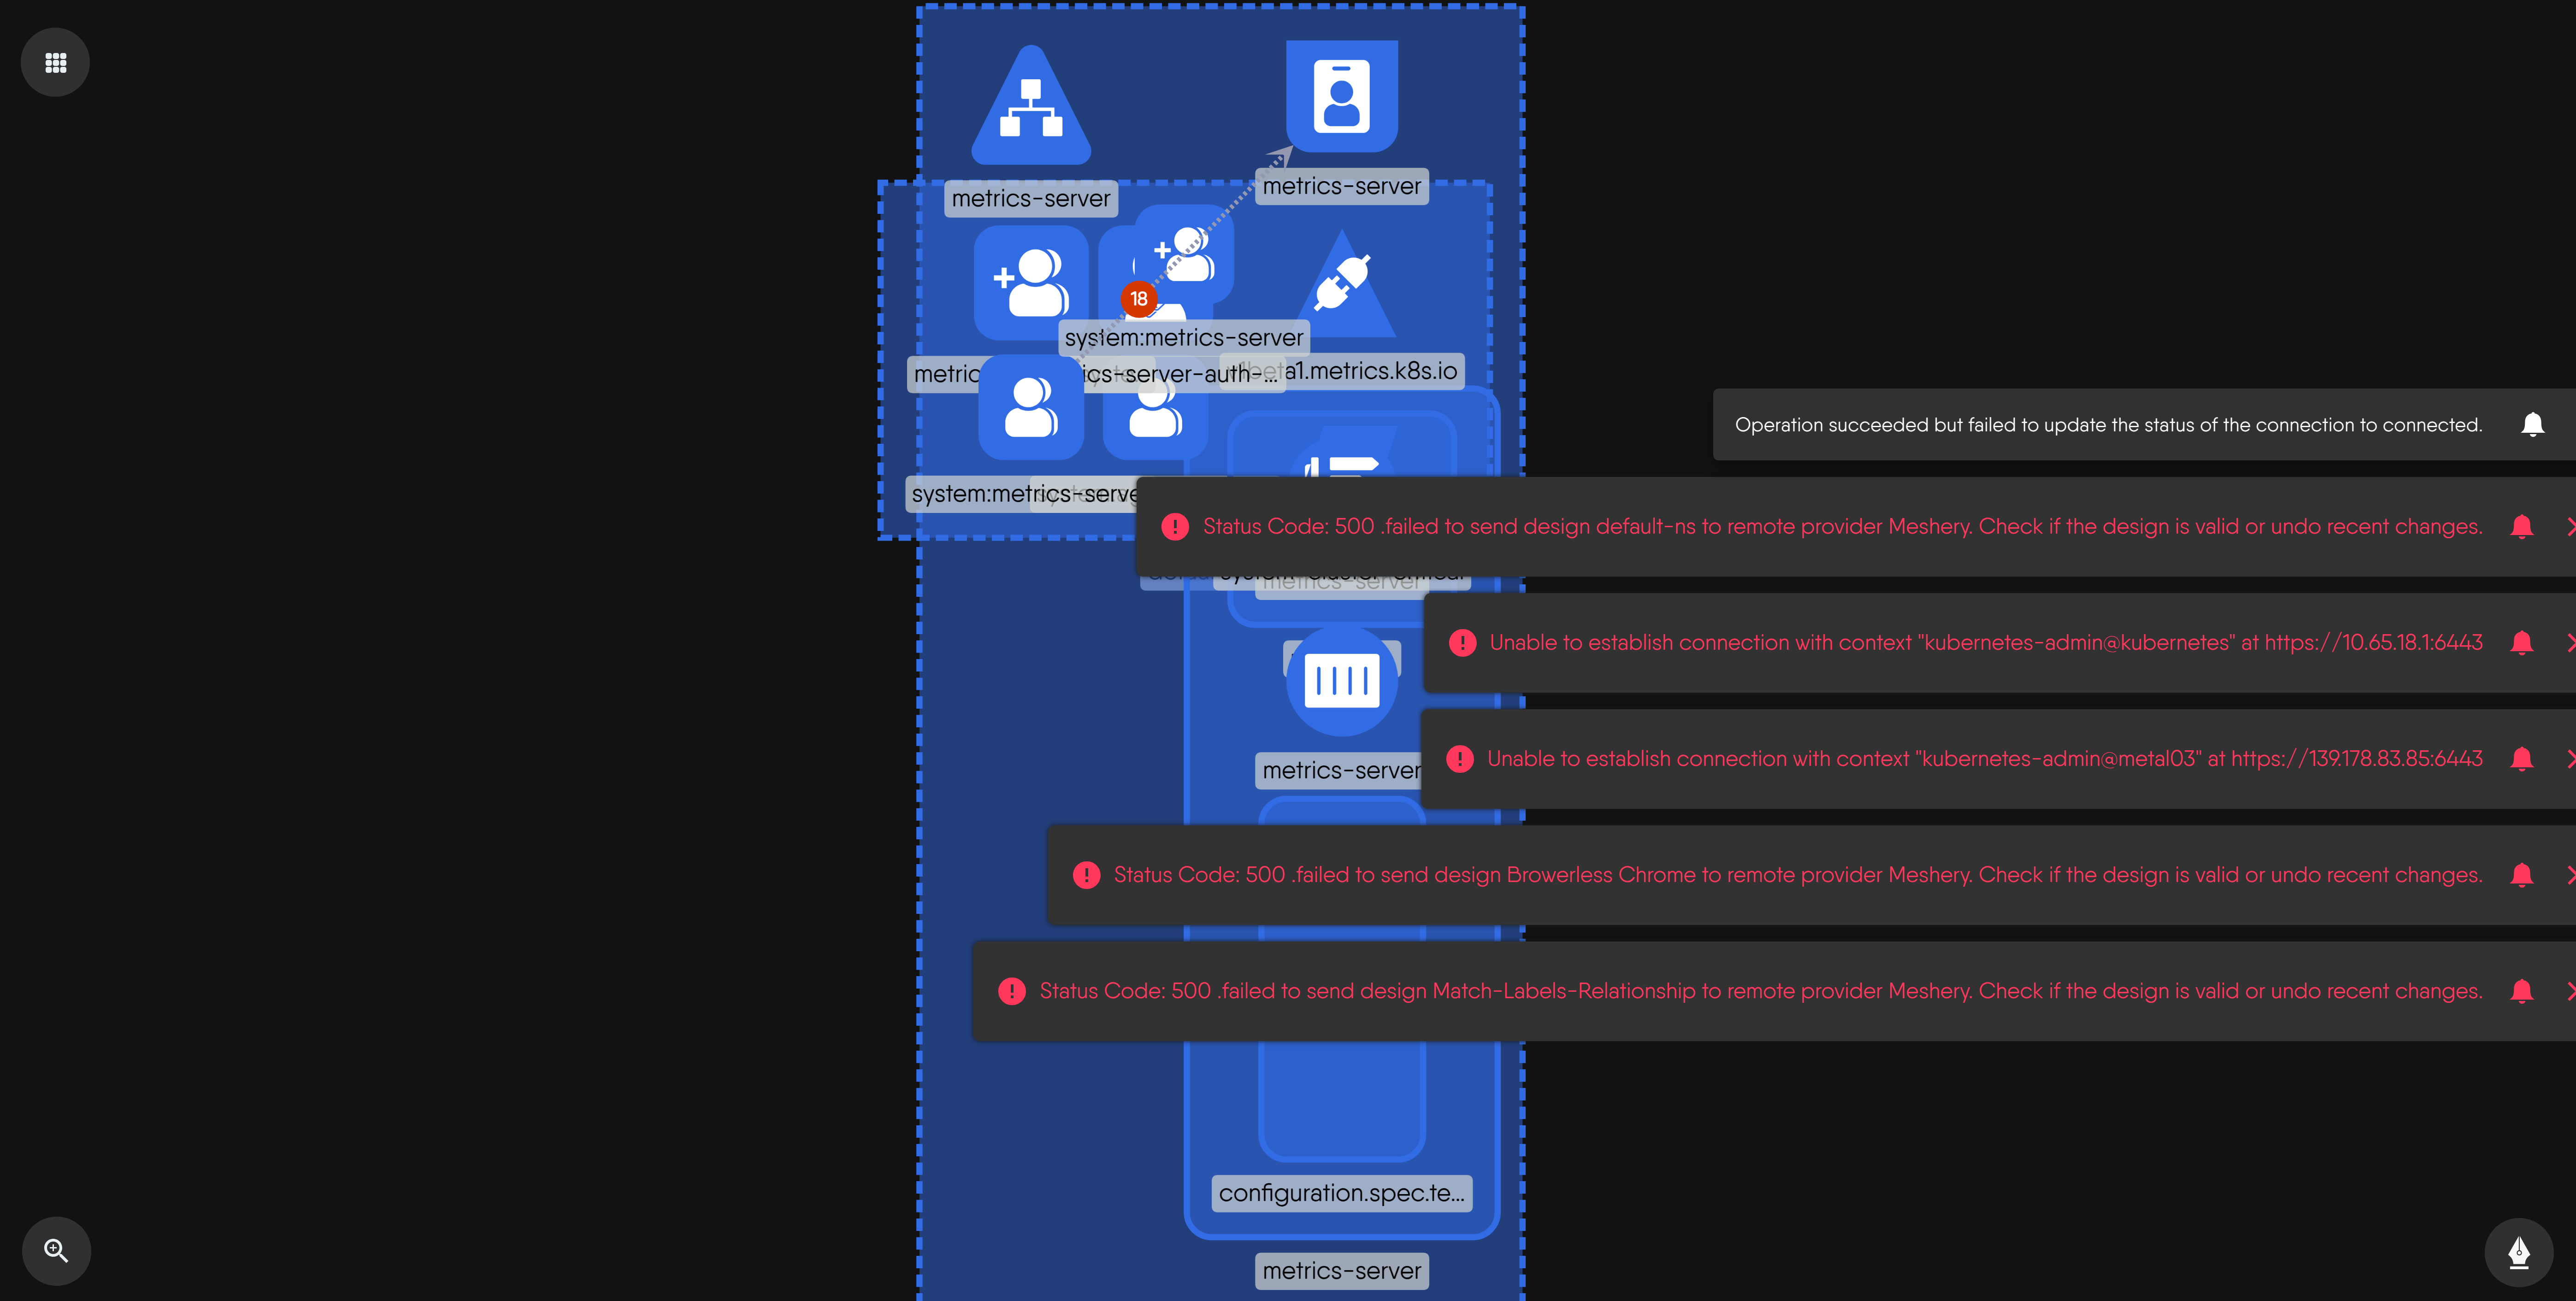 metrics-server
metrics-server
18
system:metrics-server
metric
ics-server-auth-...
beta1.metrics.k8s.io
Operation succeeded but failed to update the status of the connection to connected.
system:metrics-serve
Status Code: 500 .failed to send design default-ns to remote provider Meshery. Check if the design is valid or undo recent changes.
metrics-server
Unable to establish connection with context "kubernetes-admin@kubernetes" at https://10.65.18.1:6443
Unable to establish connection with context "kubernetes-admin@metal03" at https://139.178.83.85:6443
metrics-server
Status Code: 500 .failed to send design Browerless Chrome to remote provider Meshery. Check if the design is valid or undo recent changes.
Status Code: 500 .failed to send design Match-Labels-Relationship to remote provider Meshery. Check if the design is valid or undo recent changes.
configuration.spec.te...
metrics-server